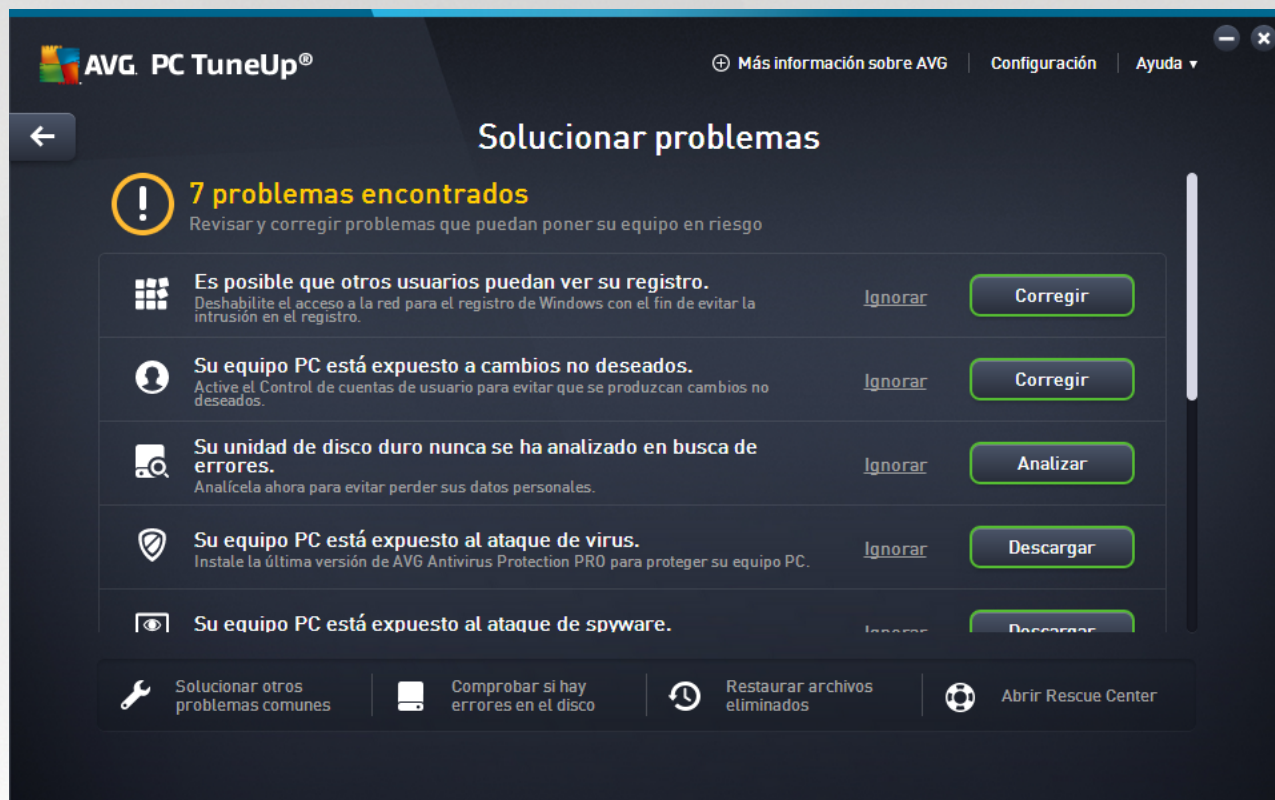 AVG. PC TuneUp®
Más información sobre AVG
Configuración
Ayuda
Solucionar problemas
7 problemas encontrados
Revisar y corregir problemas que puedan poner su equipo en riesgo
Es posible que otros usuarios puedan ver su registro.
Deshabilite el acceso a la red para el registro de Windows con el fin de evitar la
intrusión en el registro.
Ignorar
Corregir
Su equipo PC está expuesto a cambios no deseados.
Active el Control de cuentas de usuario para evitar que se produzcan cambios no
deseados.
Ignorar
Corregir
Su unidad de disco duro nunca se ha analizado en busca de
errores.
Analícela ahora para evitar perder sus datos personales.
Ignorar
Analizar
Su equipo PC está expuesto al ataque de virus.
Instale la última versión de AVG Antivirus Protection PRO para proteger su equipo PC.
Ignorar
Descargar
Su equipo PC está expuesto al ataque de spyware.
Ignorar
Descargar
Solucionar otros
problemas comunes
Comprobar si hay
errores en el disco
Restaurar archivos
eliminados
Abrir Rescue Center